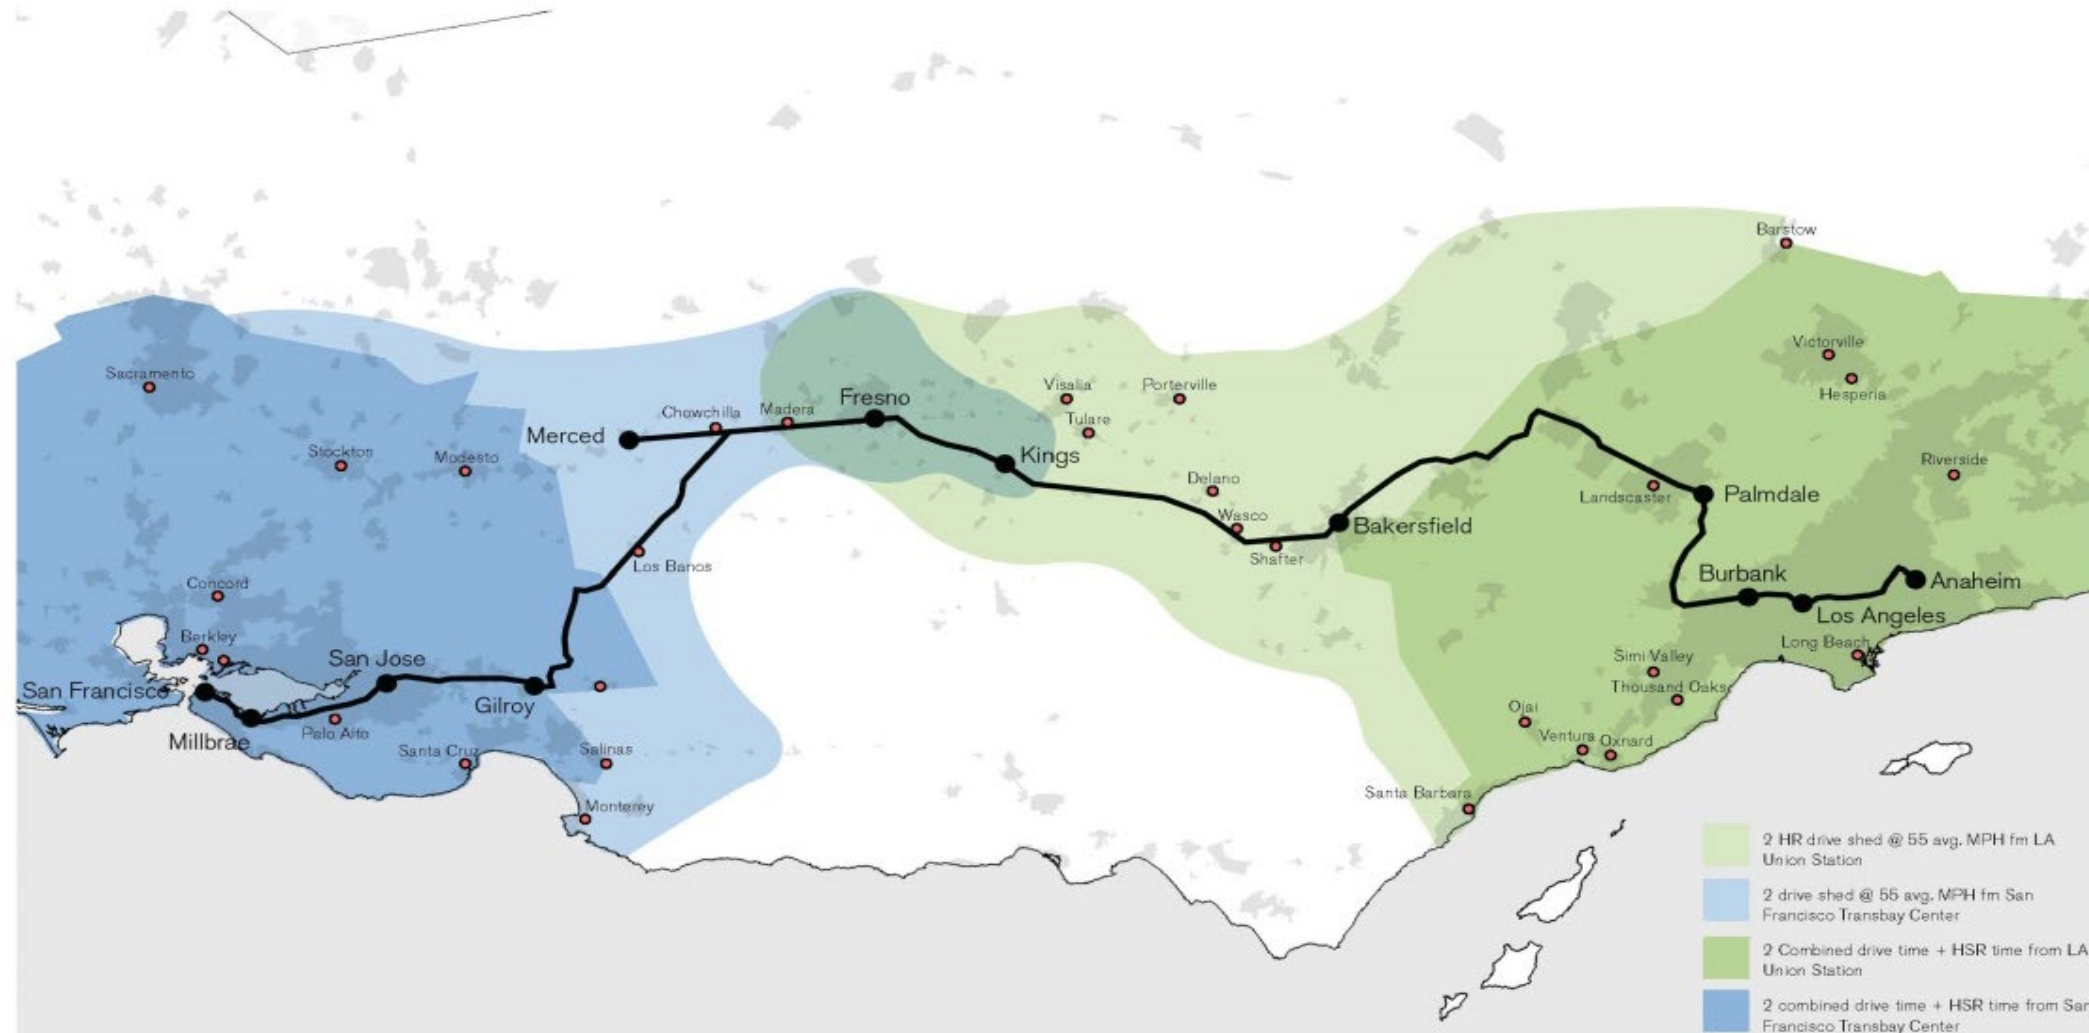 Barstow
Victorville
Hesperia
Sacramento
Visalia
Porterville
Fresno
Chowchilla
Madera
Tulare
Merced
Stockton
Modesto
Kings
Riverside
Delano
Landscaster
Palmdale
Wasco
Bakersfield
Shafter
Los Banos
Concord
Burbank
Anaheim
Los Angeles
Berkley
San Jose
Long Beach
Simi Valley
San Francisco
Gilroy
Thousand Oaks
Ojai
Millbrae
Palo Alto
Ventura
Oxnard
Santa Cruz
Salinas
Santa Barbara
Monterey
2 HR drive shed @ 55 avg. MPH fm LA
Union Station
2 drive shed @ 55 avg. MPH fm San
Francisco Transbay Center
2 Combined drive time + HSR time from LA
Union Station
2 combined drive time + HSR time from San
Francisco Transbay Center